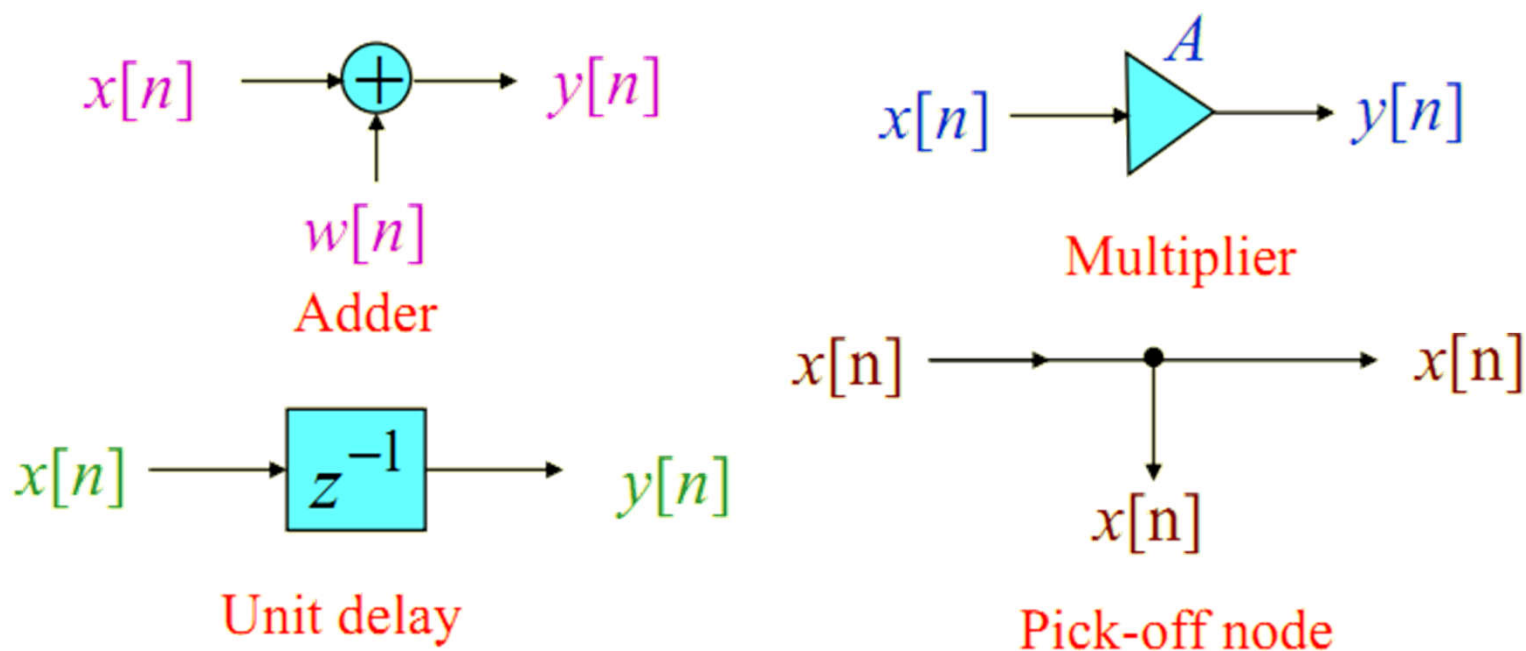 x[n] + y[n]
w[n]
Adder
A
x[n] y[n]
Multiplier
x[n] z⁻¹ y[n]
Unit delay
x[n] x[n]
x[n]
Pick-off node